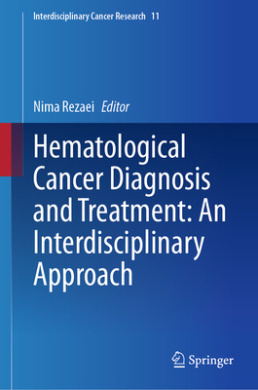 Interdisciplinary Cancer Research 11
Nima Rezaei Editor
Hematological
Cancer Diagnosis
and Treatment: An
Interdisciplinary
Approach
Springer